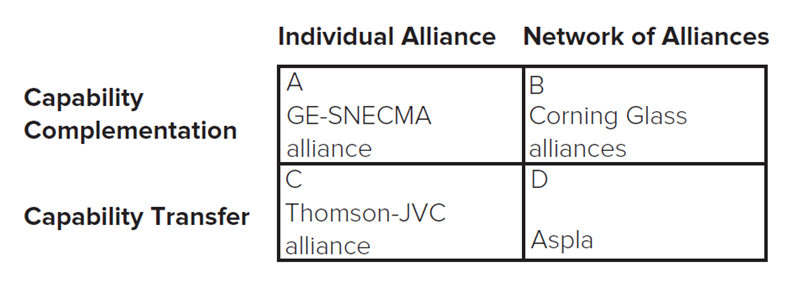 Individual Alliance Network of Alliances
Capability
Complementation
A
GE-SNECMA
alliance
B
Corning Glass
alliances
Capability Transfer
C
Thomson-JVC
alliance
D
Aspla